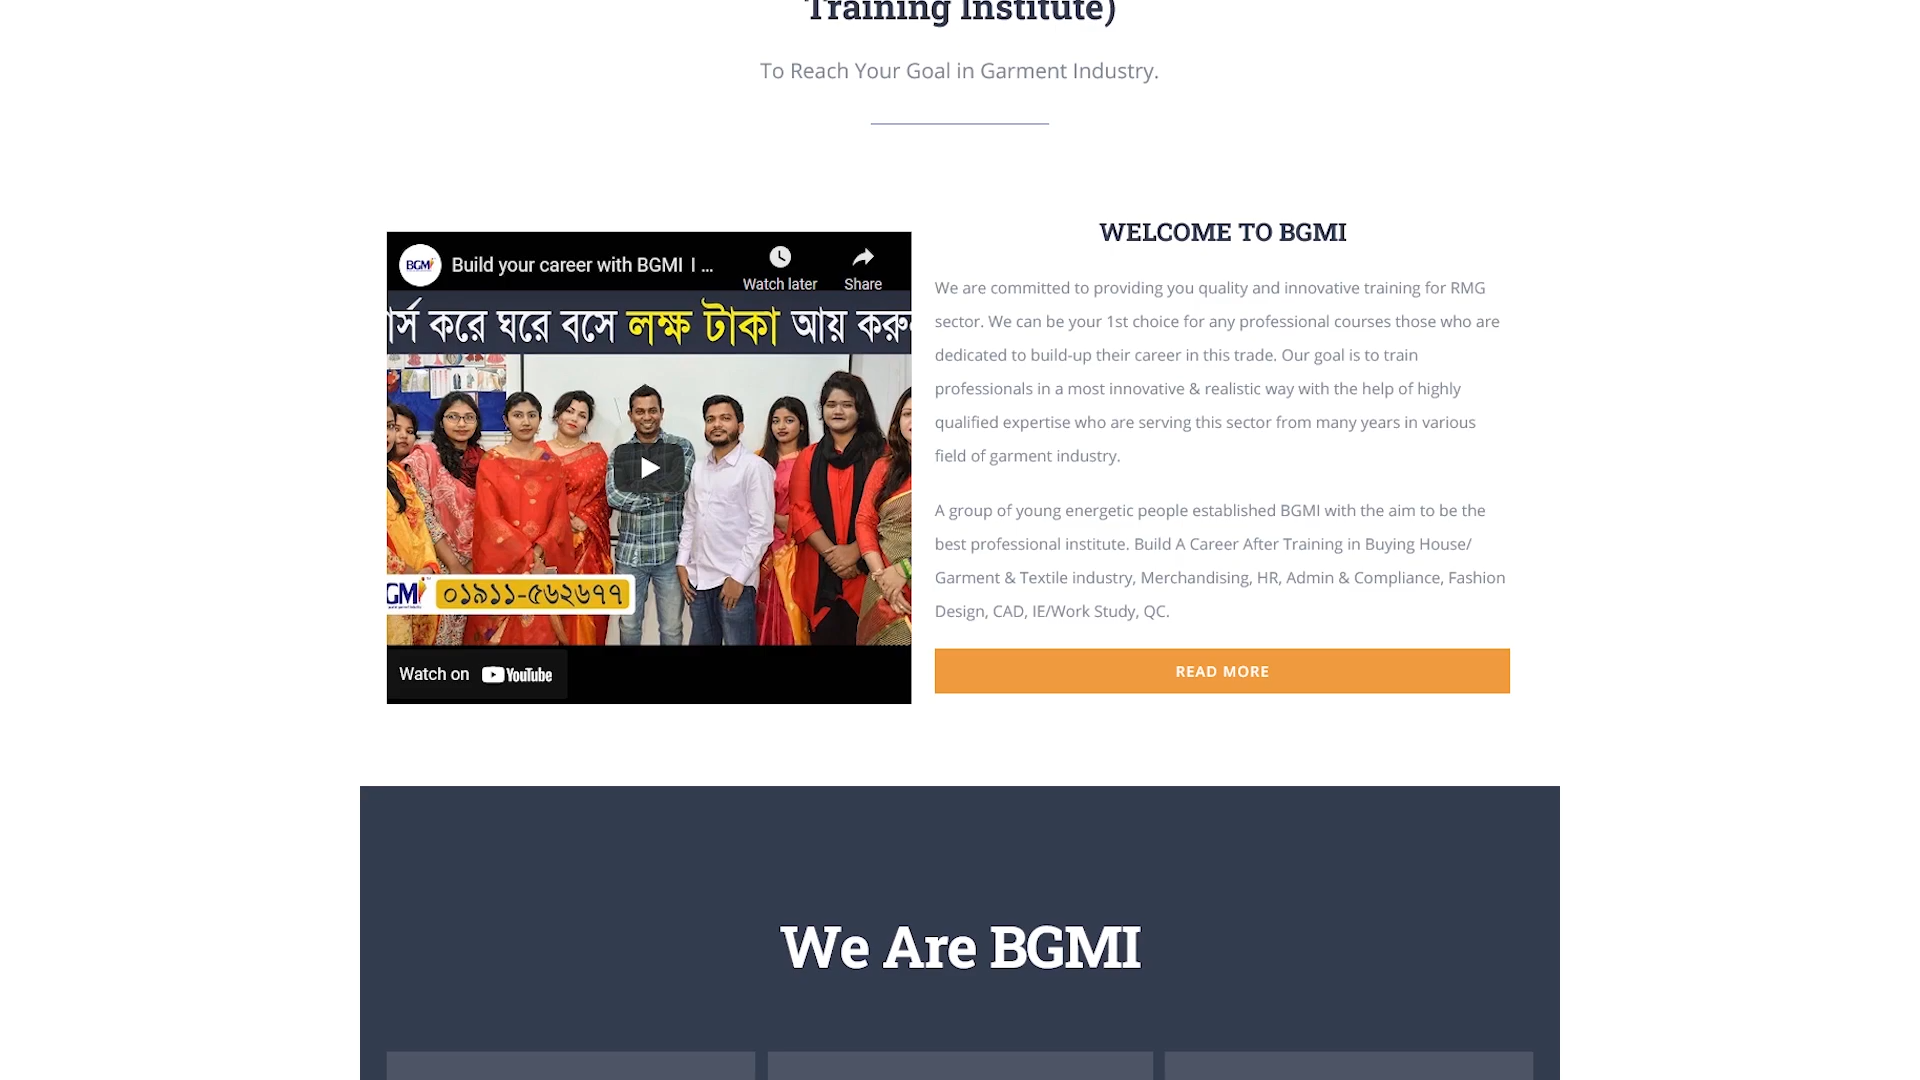 Training Institute)
To Reach Your Goal in Garment Industry.
BGMI
Build your career with BGMI । ...
Watch later
Share
র্স করে ঘরে বসে লক্ষ টাকা আয় করু
GMI ০১৯১১-৫৬২৬৭৭
Watch on YouTube
WELCOME TO BGMI
We are committed to providing you quality and innovative training for RMG
sector. We can be your 1st choice for any professional courses those who are
dedicated to build-up their career in this trade. Our goal is to train
professionals in a most innovative & realistic way with the help of highly
qualified expertise who are serving this sector from many years in various
field of garment industry.
A group of young energetic people established BGMI with the aim to be the
best professional institute. Build A Career After Training in Buying House/
Garment & Textile industry, Merchandising, HR, Admin & Compliance, Fashion
Design, CAD, IE/Work Study, QC.
READ MORE
We Are BGMI